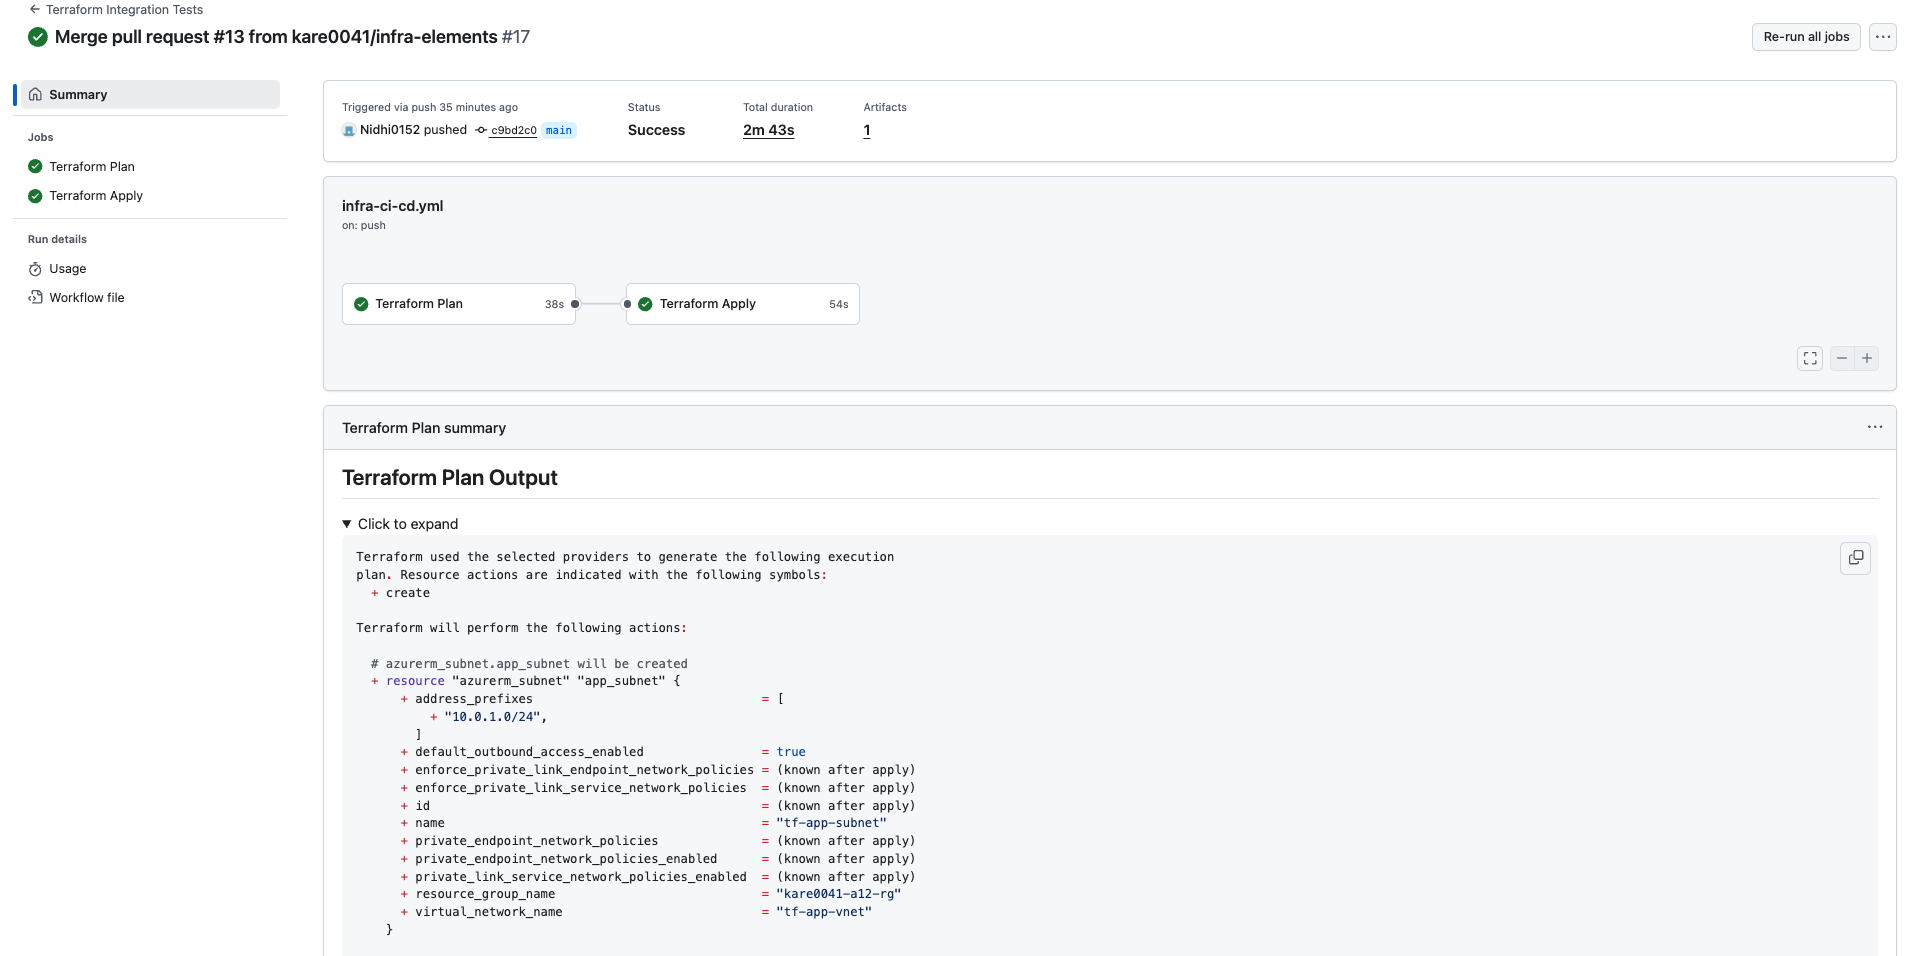 ← Terraform Integration Tests
Merge pull request #13 from kare0041/infra-elements #17
Re-run all jobs
Summary
Jobs
Terraform Plan
Terraform Apply
Run details
Usage
Workflow file
Triggered via push 35 minutes ago
Nidhi0152 pushed c9bd2c0 main
Status
Success
Total duration
2m 43s
Artifacts
1
infra-ci-cd.yml
on: push
Terraform Plan 38s
Terraform Apply 54s
Terraform Plan summary
Terraform Plan Output
▼ Click to expand
Terraform used the selected providers to generate the following execution
plan. Resource actions are indicated with the following symbols:
  + create
Terraform will perform the following actions:
  # azurerm_subnet.app_subnet will be created
  + resource "azurerm_subnet" "app_subnet" {
      + address_prefixes                              = [
          + "10.0.1.0/24",
        ]
      + default_outbound_access_enabled               = true
      + enforce_private_link_endpoint_network_policies = (known after apply)
      + enforce_private_link_service_network_policies  = (known after apply)
      + id                                             = (known after apply)
      + name                                           = "tf-app-subnet"
      + private_endpoint_network_policies              = (known after apply)
      + private_endpoint_network_policies_enabled      = (known after apply)
      + private_link_service_network_policies_enabled  = (known after apply)
      + resource_group_name                            = "kare0041-a12-rg"
      + virtual_network_name                           = "tf-app-vnet"
    }